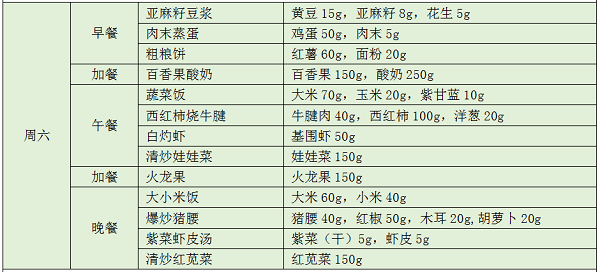 周六
早餐
亚麻籽豆浆 黄豆 15g，亚麻籽 8g，花生 5g
肉末蒸蛋 鸡蛋 50g，肉末 5g
粗粮饼 红薯 60g，面粉 20g
加餐 百香果酸奶 百香果 150g，酸奶 250g
午餐
蔬菜饭 大米 70g，玉米 20g，紫甘蓝 10g
西红柿烧牛腱 牛腱肉 40g，西红柿 100g，洋葱 20g
白灼虾 基围虾 50g
清炒娃娃菜 娃娃菜 150g
加餐 火龙果 火龙果 150g
晚餐
大小米饭 大米 60g，小米 40g
爆炒猪腰 猪腰 40g，红椒 50g，木耳 20g,胡萝卜 20g
紫菜虾皮汤 紫菜（干）5g，虾皮 5g
清炒红苋菜 红苋菜 150g